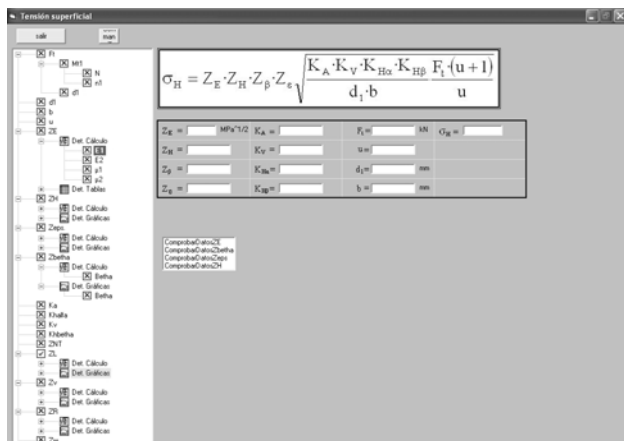 Tensión superficial
salir
man
Ft
Mt1
N
n1
d1
d1
b
u
ZE
Det. Cálculo
E1
E2
µ1
µ2
Det. Tablas
ZH
Det. Cálculo
Det. Gráficas
Zeps
Det. Cálculo
Det. Gráficas
Zbetha
Det. Cálculo
Betha
Det. Gráficas
Betha
Ka
Khalfa
Kv
Khbetha
ZNT
ZL
Det. Cálculo
Det. Gráficas
Zv
Det. Cálculo
Det. Gráficas
ZR
Det. Cálculo
Det. Gráficas
σH = ZE·ZH·Zβ·Zε √ KA·KV·KHα·KHβ / d1·b Ft·(u+1) / u
ZE = MPa^1/2 KA = Ft= kN σH =
ZH = KV = u=
Zβ = KHα= d1= mm
Zε = KHβ= b = mm
ComprobarDatosZE
ComprobarDatosZbetha
ComprobarDatosZeps
ComprobarDatosZH